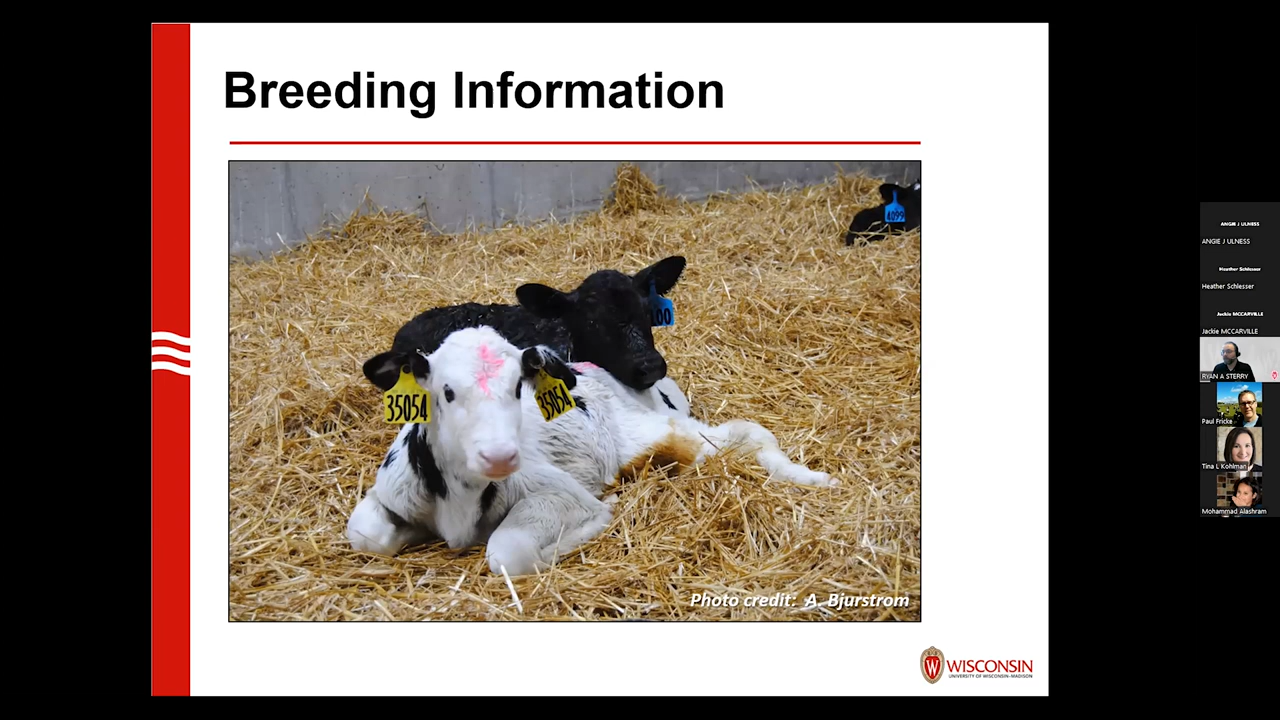 Breeding Information
4099
100
35054
35054
Photo credit: A. Bjurstrom
W
WISCONSIN
UNIVERSITY OF WISCONSIN–MADISON
ANGIE J ULNESS
ANGIE J ULNESS
Heather Schlesser
Heather Schlesser
Jackie MCCARVILLE
Jackie MCCARVILLE
RYAN A STERRY
Paul Fricke
Tina L Kohlman
Mohammad Alashram